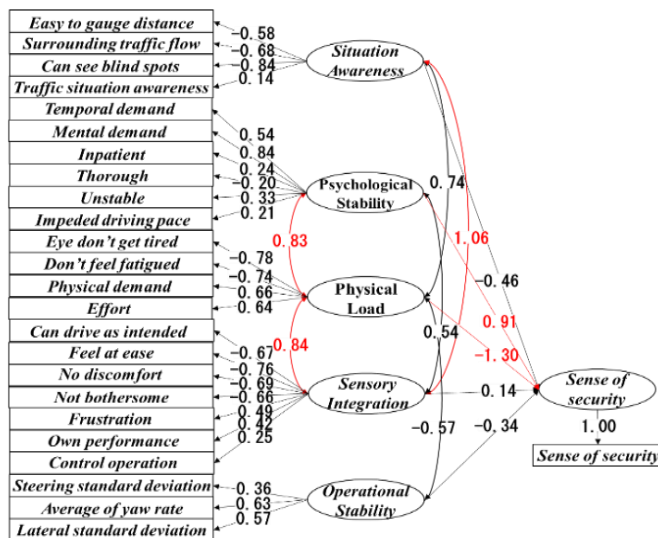 Easy to gauge distance
Surrounding traffic flow
Can see blind spots
Traffic situation awareness
Temporal demand
Mental demand
Inpatient
Thorough
Unstable
Impeded driving pace
Eye don't get tired
Don't feel fatigued
Physical demand
Effort
Can drive as intended
Feel at ease
No discomfort
Not bothersome
Frustration
Own performance
Control operation
Steering standard deviation
Average of yaw rate
Lateral standard deviation
-0.58
-0.68
-0.84
0.14
0.54
0.84
0.24
-0.20
0.33
0.21
-0.78
-0.74
0.66
0.64
-0.67
-0.76
-0.69
-0.66
0.49
0.42
0.25
0.36
0.63
0.57
Situation
Awareness
Psychological
Stability
Physical
Load
Sensory
Integration
Operational
Stability
0.83
0.84
0.74
1.06
-0.46
0.91
0.54
-1.30
0.14
-0.57
-0.34
Sense of
security
1.00
Sense of security